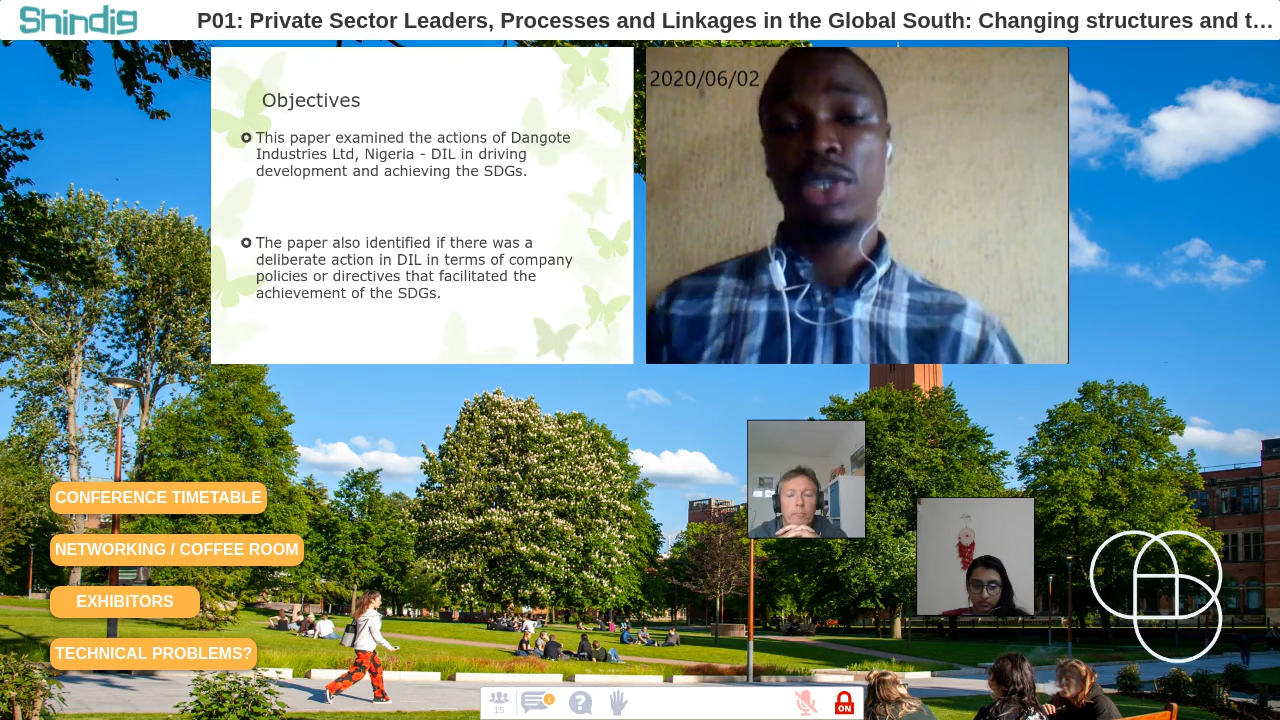 Shindig
P01: Private Sector Leaders, Processes and Linkages in the Global South: Changing structures and t...
2020/06/02
Objectives
This paper examined the actions of Dangote
Industries Ltd, Nigeria - DIL in driving
development and achieving the SDGs.
The paper also identified if there was a
deliberate action in DIL in terms of company
policies or directives that facilitated the
achievement of the SDGs.
CONFERENCE TIMETABLE
NETWORKING / COFFEE ROOM
EXHIBITORS
TECHNICAL PROBLEMS?
15
ON